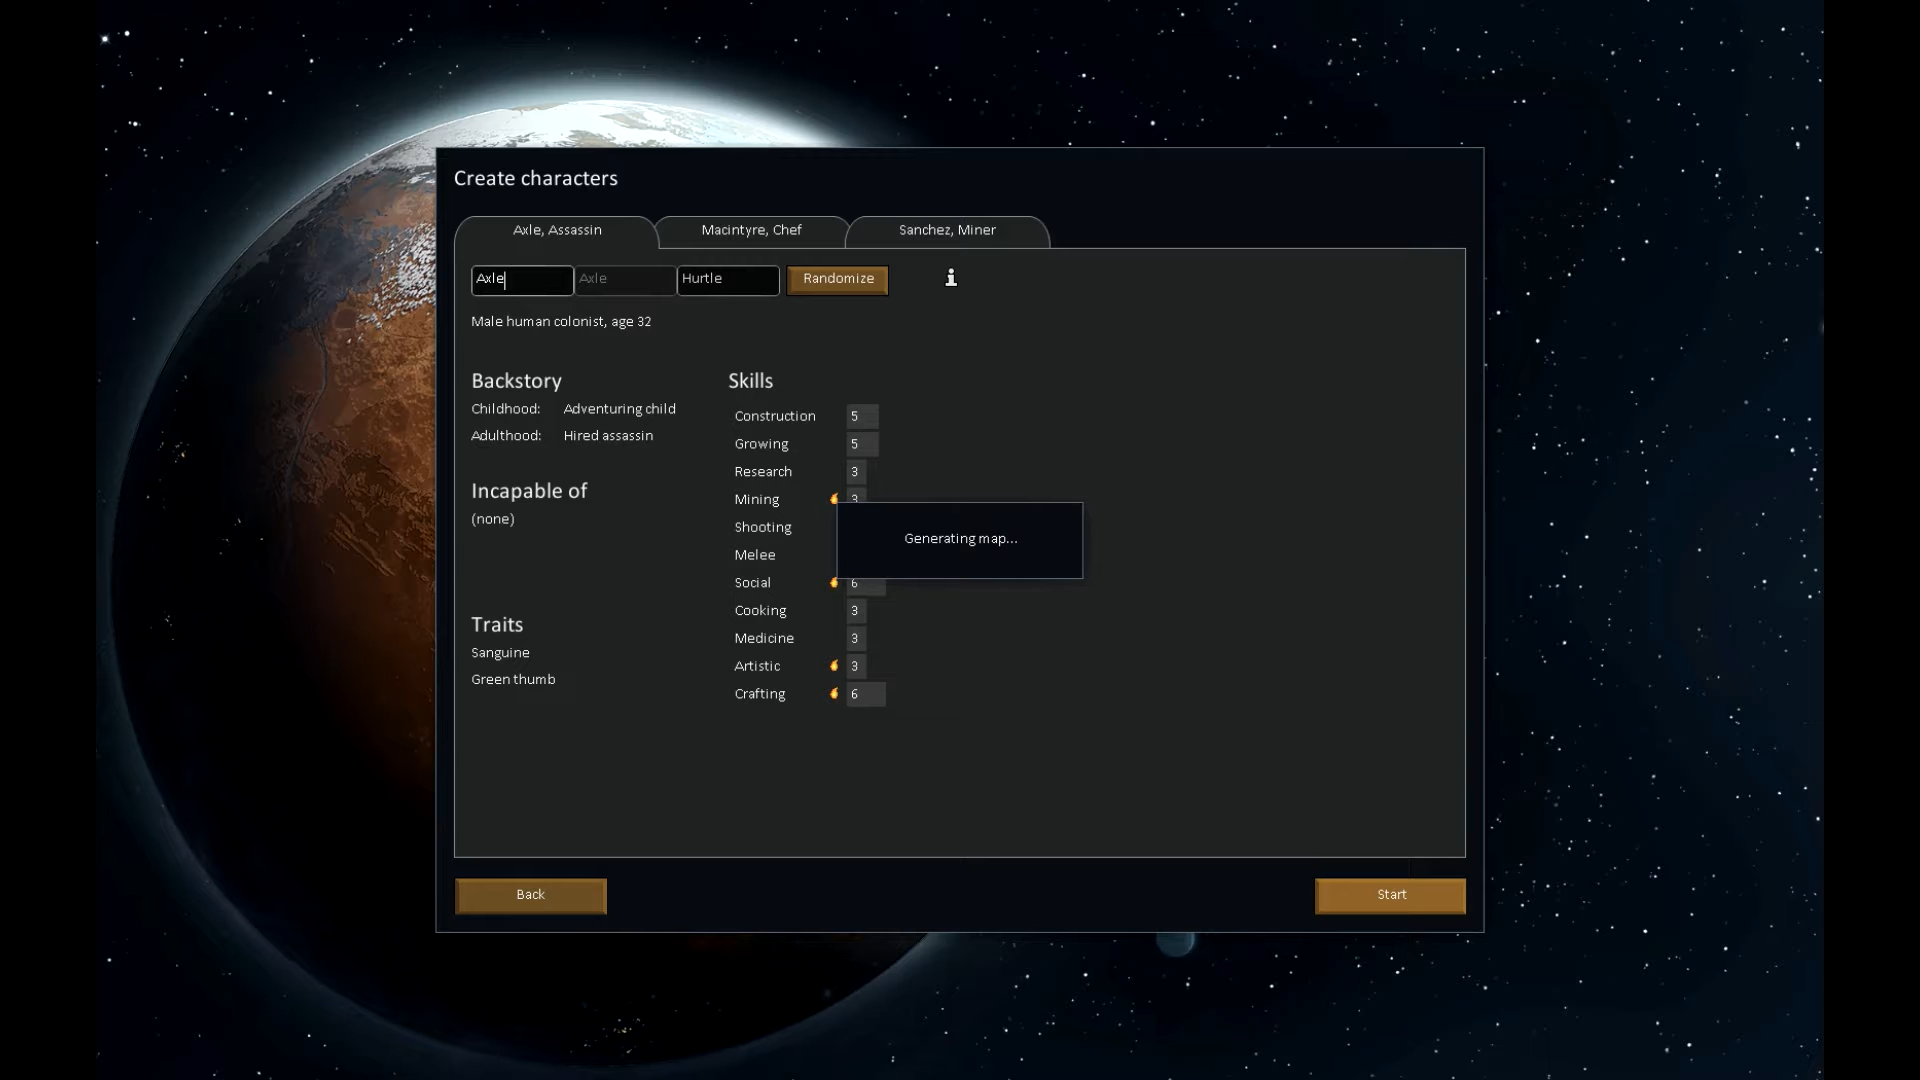 Create characters
Axle, Assassin
Macintyre, Chef
Sanchez, Miner
Axle
Axle
Hurtle
Randomize
Male human colonist, age 32
Backstory
Childhood: Adventuring child
Adulthood: Hired assassin
Incapable of
(none)
Traits
Sanguine
Green thumb
Skills
Construction 5
Growing 5
Research 3
Mining 3
Shooting
Melee
Social 6
Cooking 3
Medicine 3
Artistic 3
Crafting 6
Generating map...
Back
Start